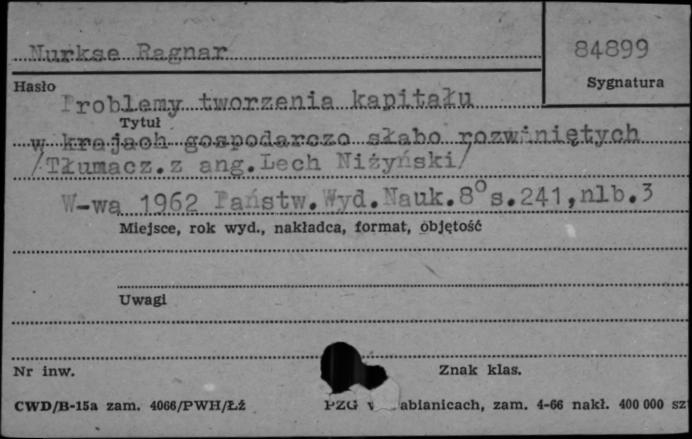 Nurkse Ragnar
84899
Hasło
Sygnatura
Problemy tworzenia kapitału
Tytuł
w krajach gospodarczo słabo rozwiniętych
/Tłumacz.z ang.Lech Niżyński/
W-wa 1962 Państw.Wyd.Nauk.8° s.241,nlb.3
Miejsce, rok wyd., nakładca, format, objętość
Uwagi
Nr inw.
Znak klas.
CWD/B-15a zam. 4066/PWH/Łź
PZG abianicach, zam. 4-66 nakł. 400 000 sz